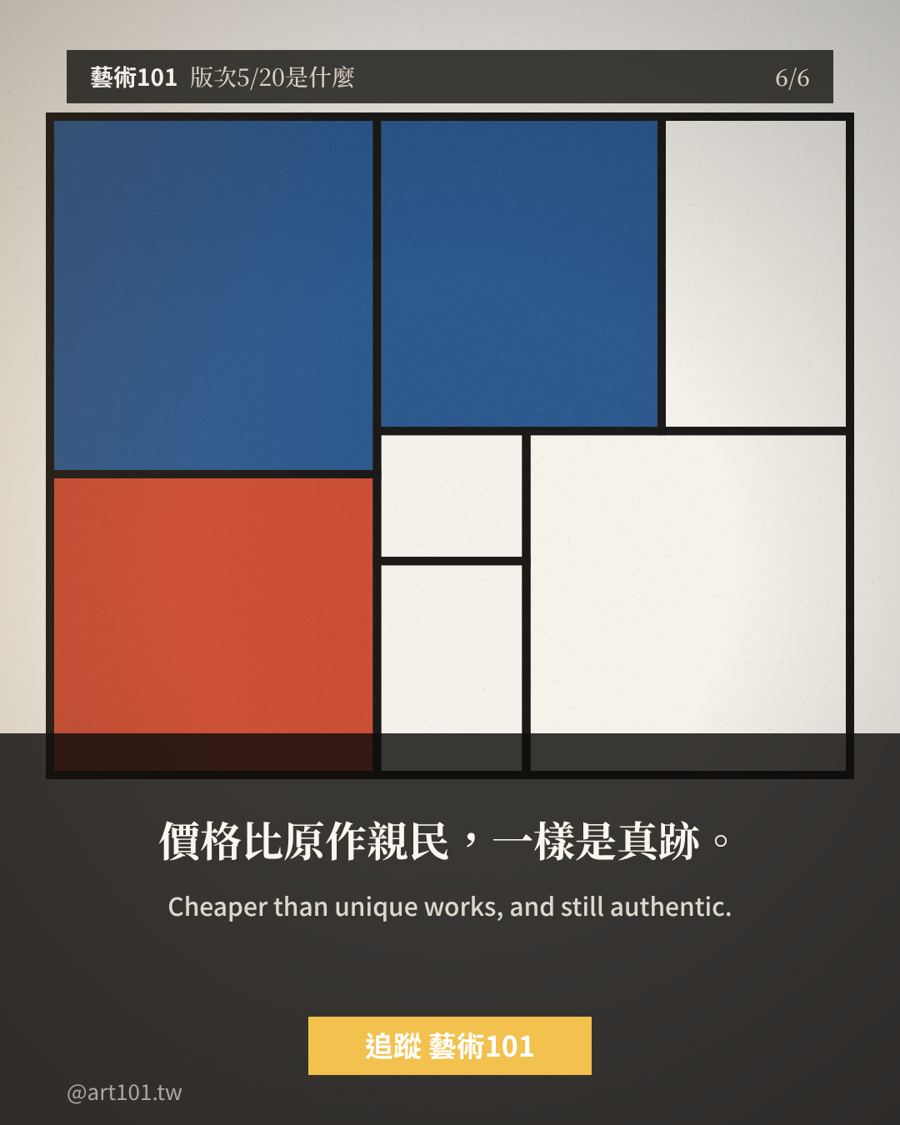 藝術101 版次5/20是什麼 6/6
價格比原作親民，一樣是真跡。
Cheaper than unique works, and still authentic.
追蹤 藝術101
@art101.tw